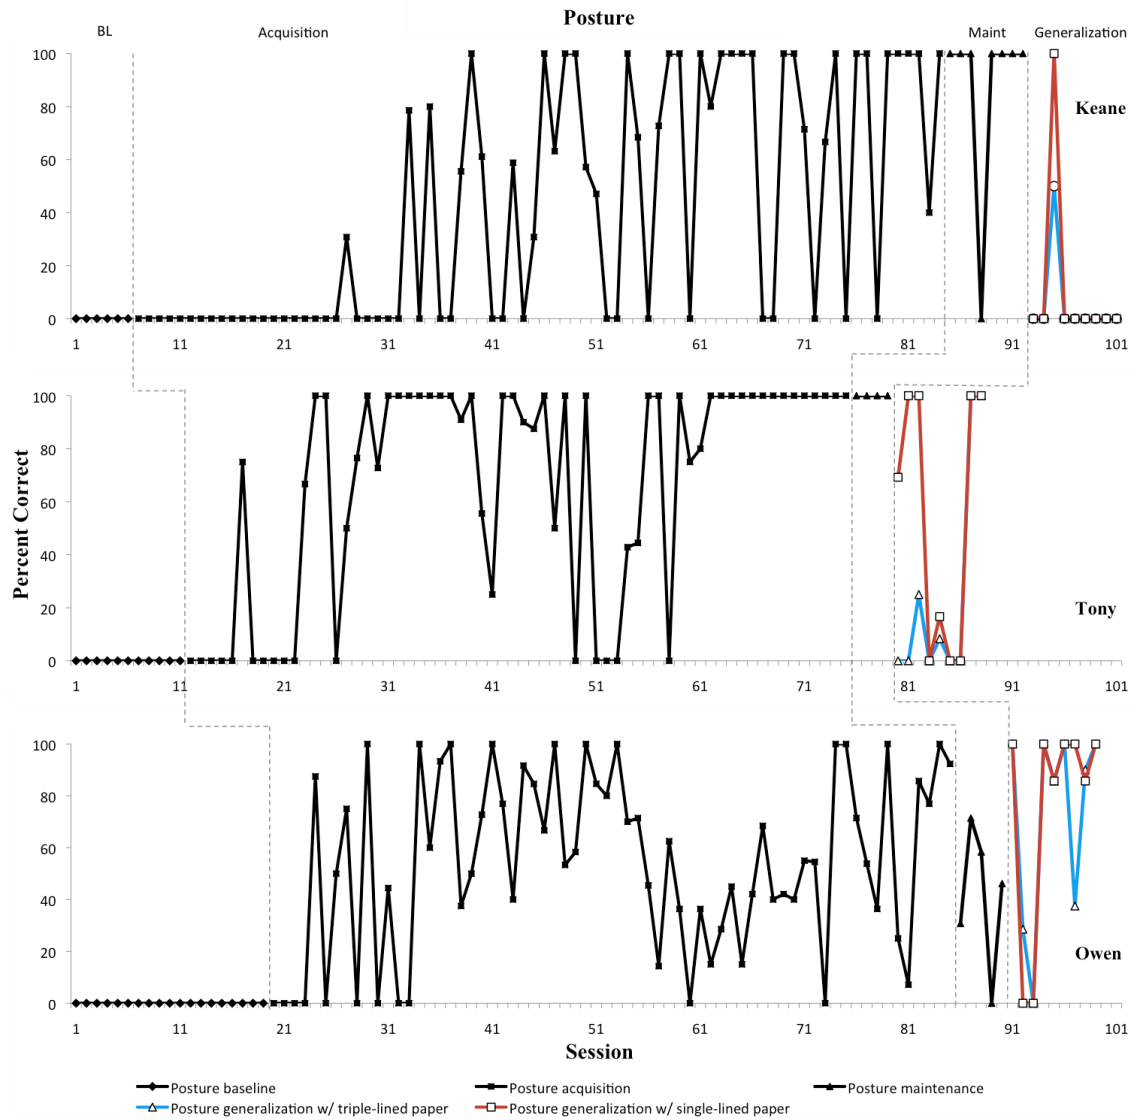 Posture
BL Acquisition Maint Generalization
100
80
60
40
20
0
Keane
1 11 21 31 41 51 61 71 81 91 101
Percent Correct
100
80
60
40
20
0
Tony
1 11 21 31 41 51 61 71 81 91 101
100
80
60
40
20
0
Owen
1 11 21 31 41 51 61 71 81 91 101
Session
Posture baseline Posture acquisition Posture maintenance
Posture generalization w/ triple-lined paper Posture generalization w/ single-lined paper